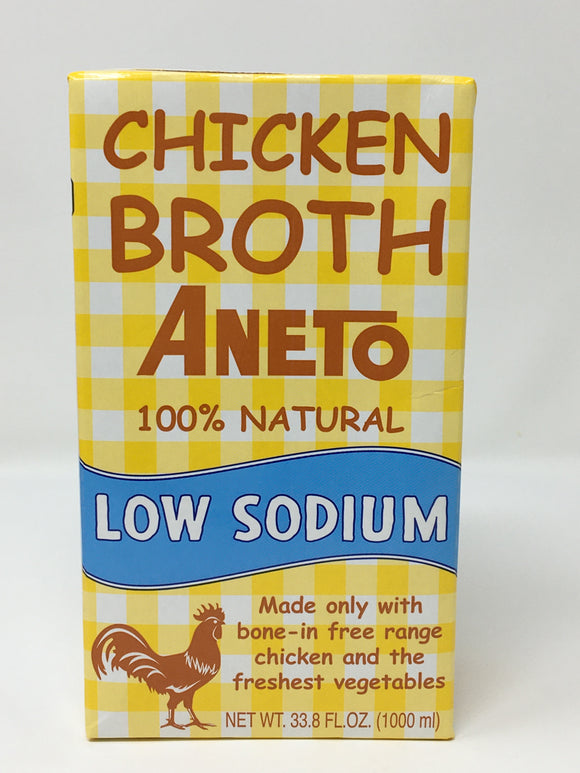 CHICKEN
BROTH
ANETO
100% NATURAL
LOW SODIUM
Made only with
bone-in free range
chicken and the
freshest vegetables
NET WT. 33.8 FL.OZ. (1000 ml)